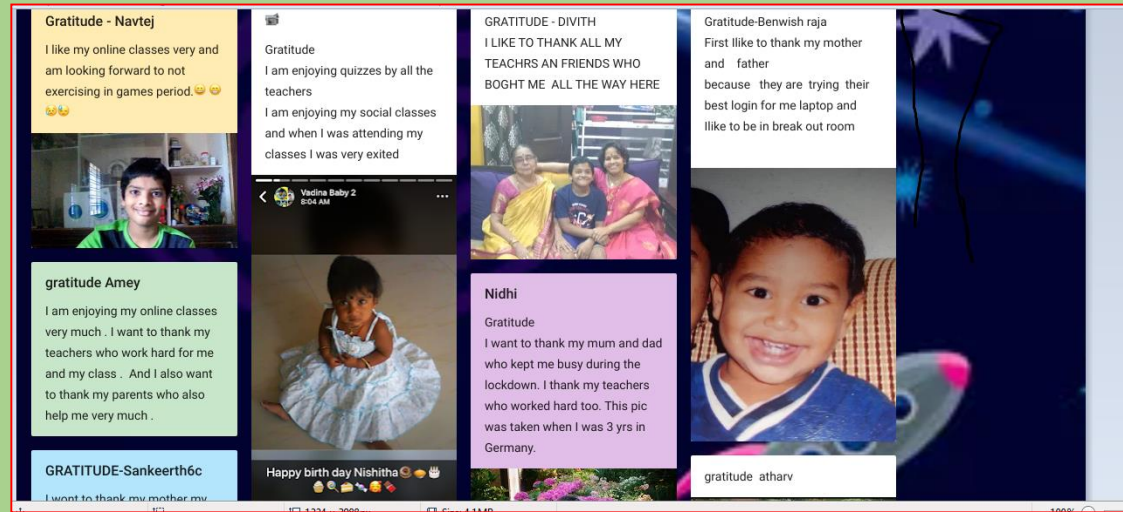 Gratitude - Navtej
I like my online classes very and
am looking forward to not
exercising in games period.😀 😄
😢😓
gratitude Amey
I am enjoying my online classes
very much . I want to thank my
teachers who work hard for me
and my class . And I also want
to thank my parents who also
help me very much .
GRATITUDE-Sankeerth6c
I wont to thank my mother my
Gratitude
I am enjoying quizzes by all the
teachers
I am enjoying my social classes
and when I was attending my
classes I was very exited
Vadina Baby 2
8:04 AM
Happy birth day Nishitha
GRATITUDE - DIVITH
I LIKE TO THANK ALL MY
TEACHRS AN FRIENDS WHO
BOGHT ME ALL THE WAY HERE
Nidhi
Gratitude
I want to thank my mum and dad
who kept me busy during the
lockdown. I thank my teachers
who worked hard too. This pic
was taken when I was 3 yrs in
Germany.
Gratitude-Benwish raja
First Ilike to thank my mother
and father
because they are trying their
best login for me laptop and
Ilike to be in break out room
gratitude atharv